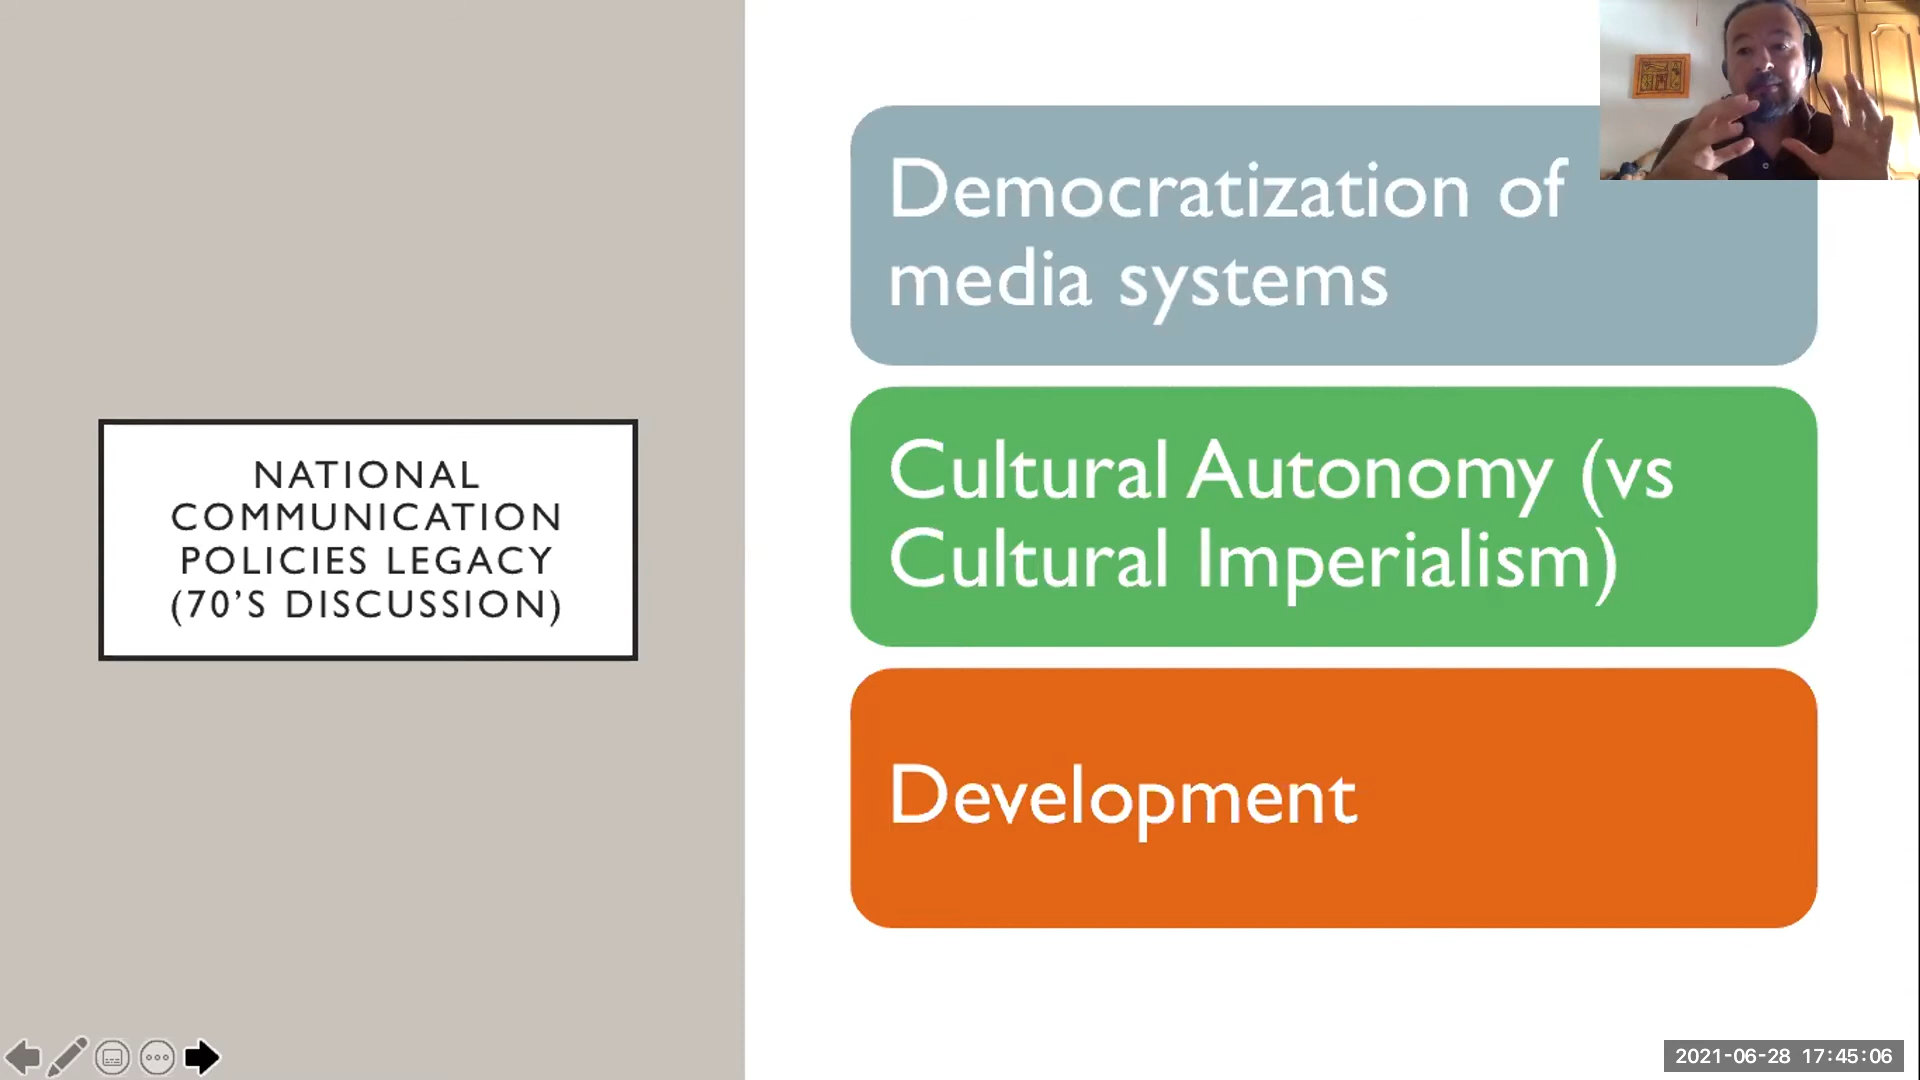 NATIONAL
COMMUNICATION
POLICIES LEGACY
(70’S DISCUSSION)
Democratization of
media systems
Cultural Autonomy (vs
Cultural Imperialism)
Development
2021-06-28 17:45:06